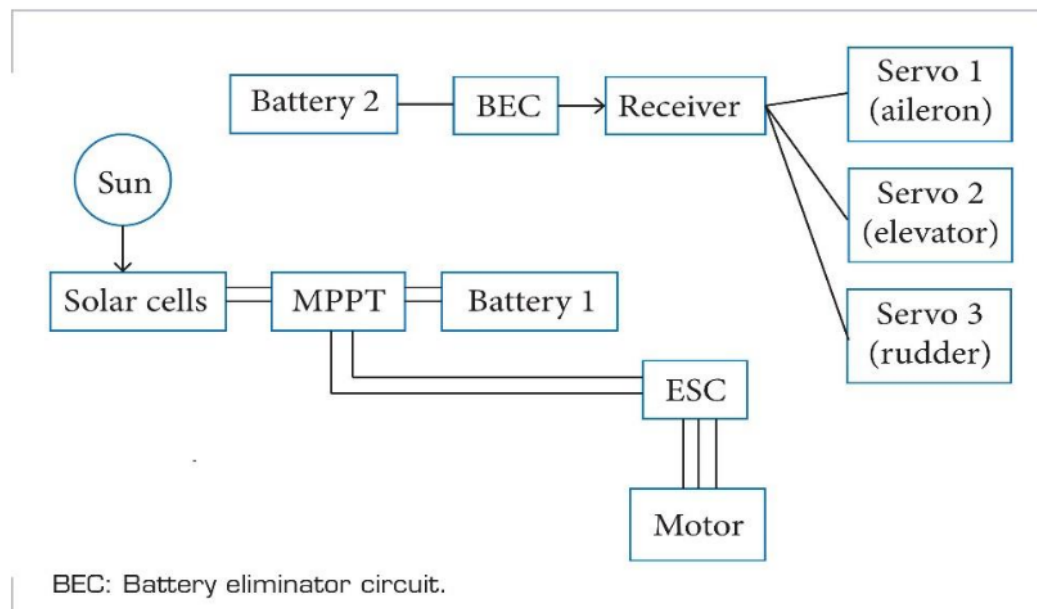 Battery 2
BEC
Receiver
Servo 1
(aileron)
Sun
Servo 2
(elevator)
Solar cells
MPPT
Battery 1
Servo 3
(rudder)
ESC
Motor
BEC: Battery eliminator circuit.